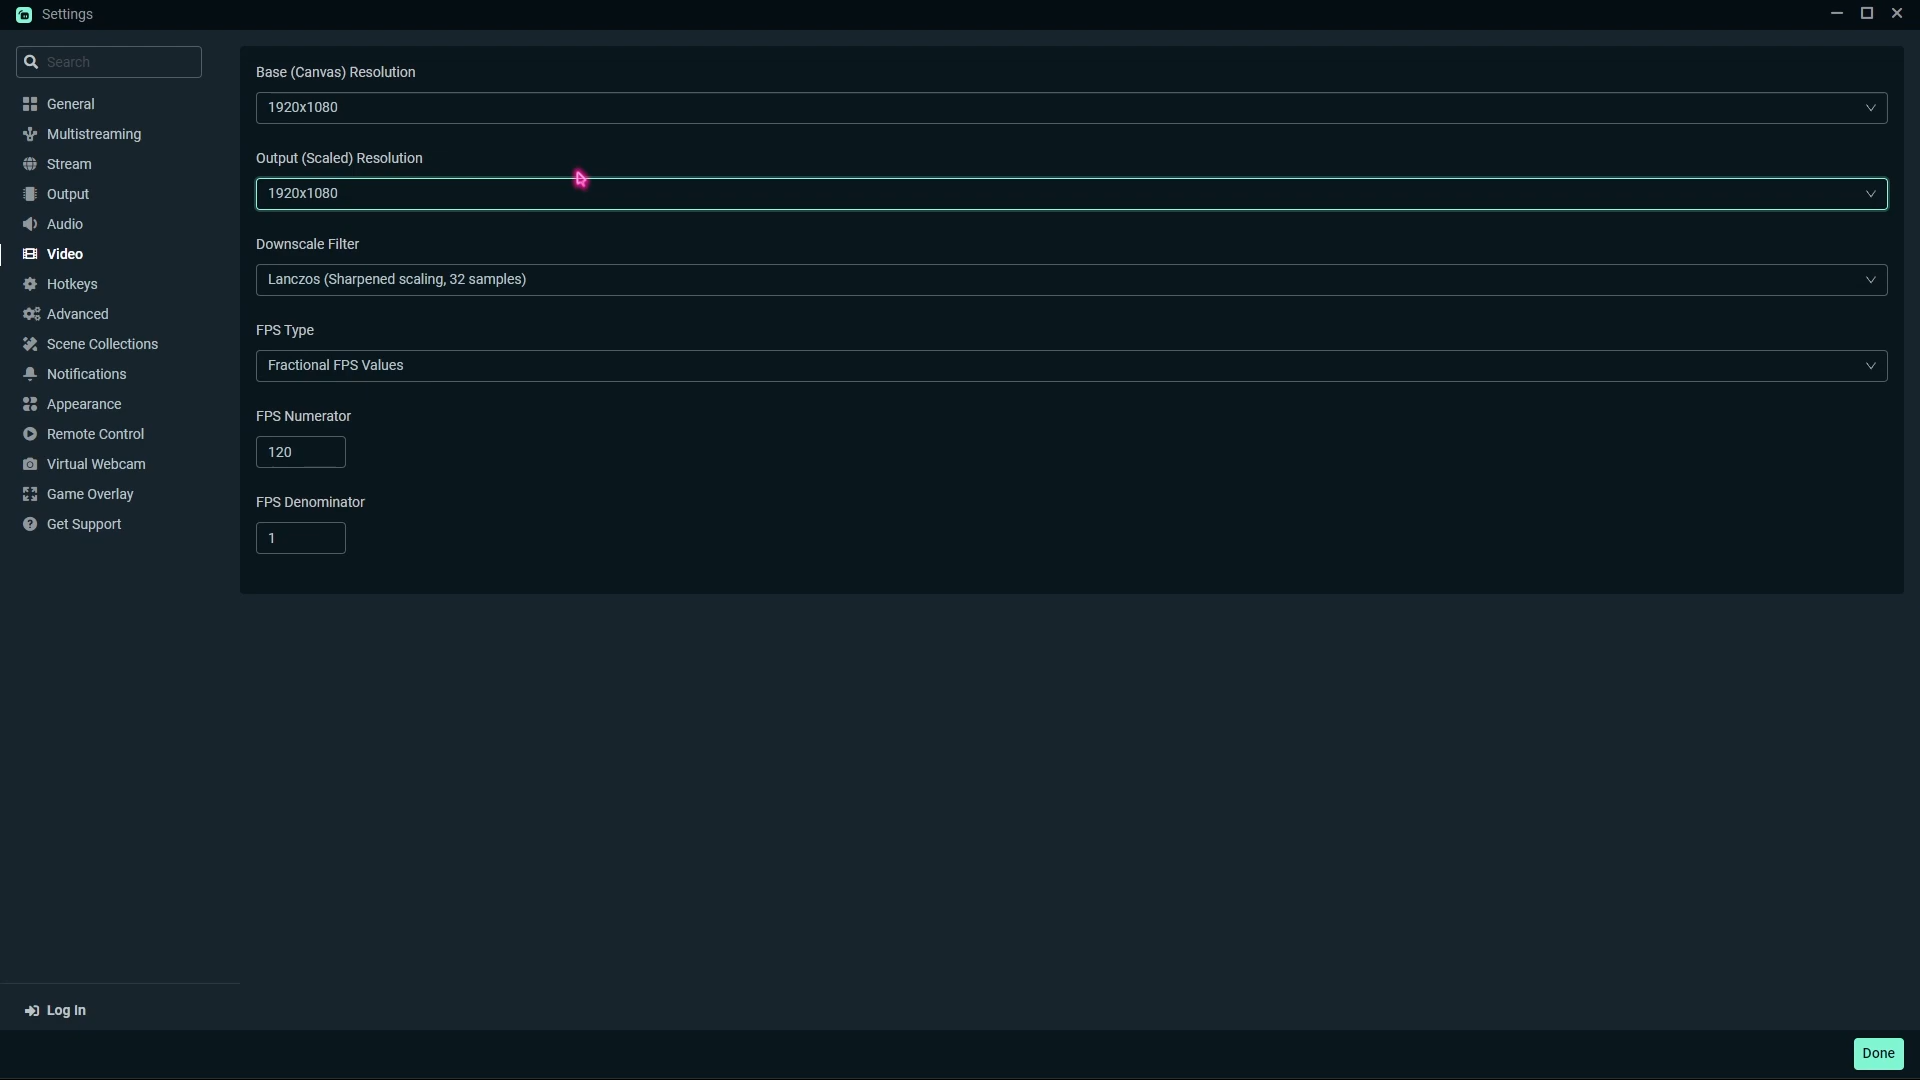 Settings
Search
General
Multistreaming
Stream
Output
Audio
Video
Hotkeys
Advanced
Scene Collections
Notifications
Appearance
Remote Control
Virtual Webcam
Game Overlay
Get Support
Log In
Base (Canvas) Resolution
1920x1080
Output (Scaled) Resolution
1920x1080
Downscale Filter
Lanczos (Sharpened scaling, 32 samples)
FPS Type
Fractional FPS Values
FPS Numerator
120
FPS Denominator
1
Done